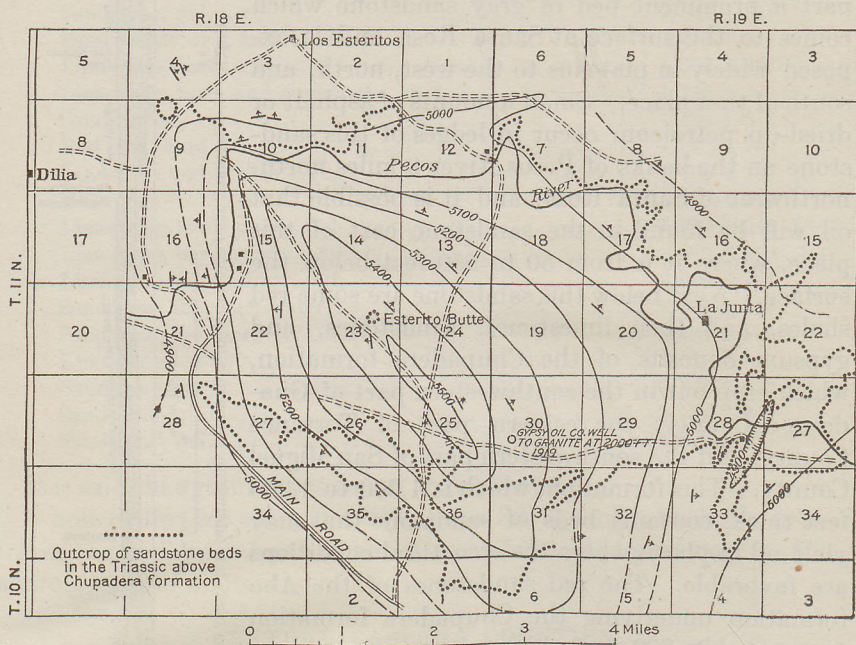 R.18 E.
R.19 E.
Los Esteritos
5 4 3 2 1 6 5 4 3
5000
8 9 10 11 12 7 8 9 10
Pecos
River
Dilia
4900
5100
5200
5300
5400
17 16 15 14 13 18 17 16 15
T.11 N.
La Junta
Esterito Butte
20 21 22 23 24 19 20 21 22
4900
5500
5200
5000
28 27 26 25 30 29 28 27
GYPSY OIL CO. WELL
TO GRANITE AT 2000 FT
1919
5000
MAIN ROAD
5000
34 35 36 31 32 33 34
Outcrop of sandstone beds
in the Triassic above
Chupadera formation
T.10 N.
2 1 6 5 4 3
0 1 2 3 4 Miles